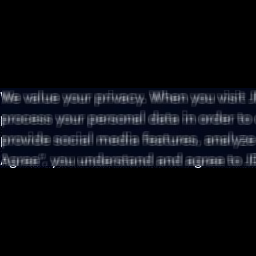 We value your privacy. When you visit
process your personal data in order to
provide social media features, analyze
Agree", you understand and agree to